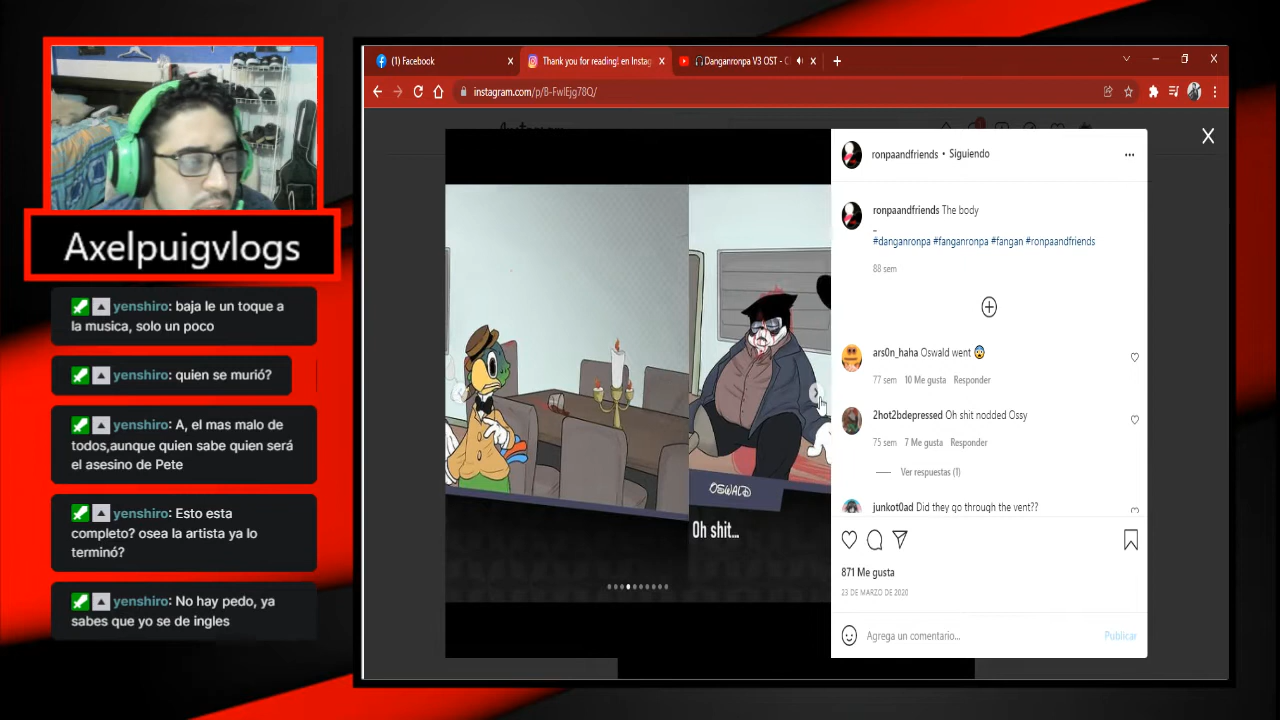 (1) Facebook
Thank you for reading! en Instag
Danganronpa V3 OST - C
instagram.com/p/B-FwlEjg78Q/
Axelpuigvlogs
yenshiro: baja le un toque a
la musica, solo un poco
yenshiro: quien se murió?
yenshiro: A, el mas malo de
todos,aunque quien sabe quien será
el asesino de Pete
yenshiro: Esto esta
completo? osea la artista ya lo
terminó?
yenshiro: No hay pedo, ya
sabes que yo se de ingles
OSWALD
Oh shit...
ronpaandfriends • Siguiendo
ronpaandfriends The body
-
#danganronpa #fanganronpa #fangan #ronpaandfriends
88 sem
ars0n_haha Oswald went 😨
77 sem 10 Me gusta Responder
2hot2bdepressed Oh shit nodded Ossy
75 sem 7 Me gusta Responder
Ver respuestas (1)
junkot0ad Did they go through the vent??
871 Me gusta
23 DE MARZO DE 2020
Agrega un comentario...
Publicar